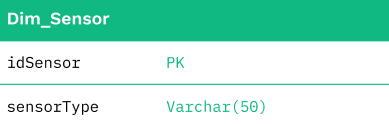 Dim_Sensor
idSensor PK
sensorType Varchar(50)